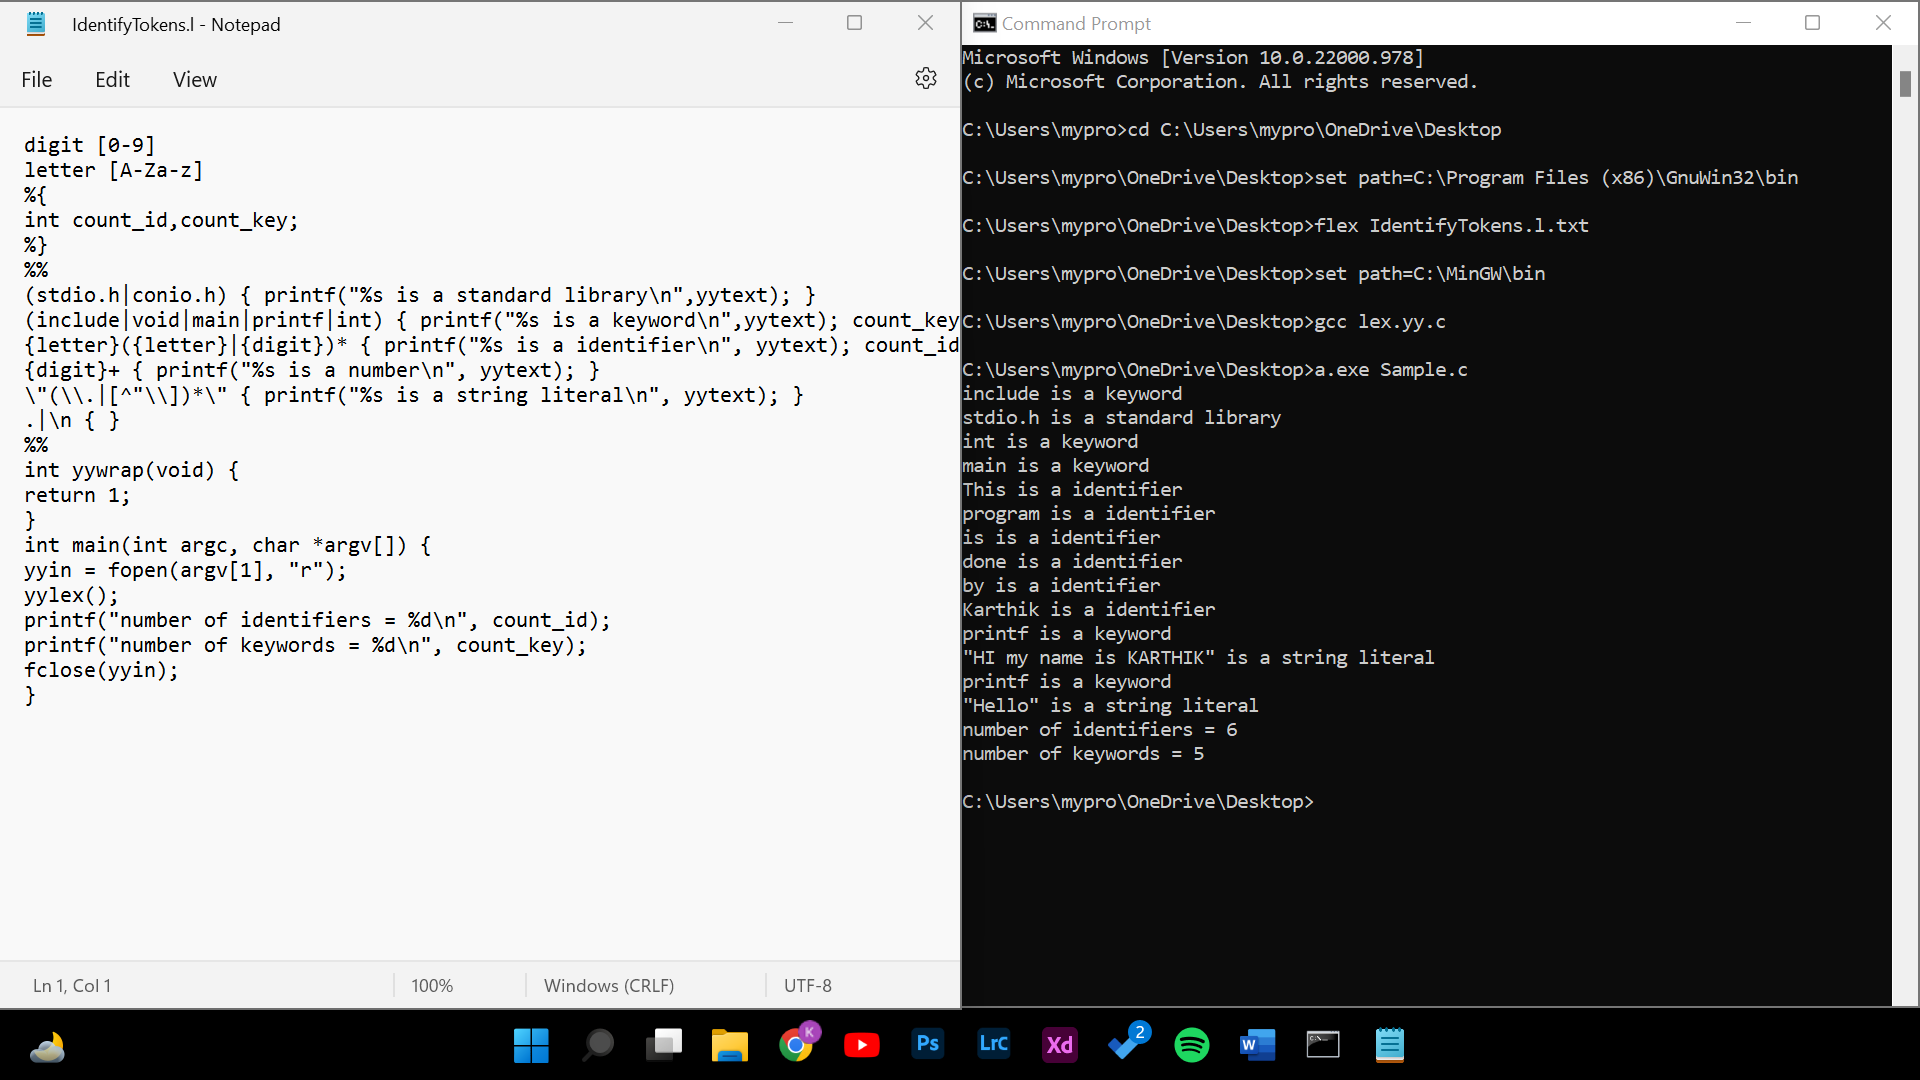 IdentifyTokens.l - Notepad
File Edit View
digit [0-9]
letter [A-Za-z]
%{
int count_id,count_key;
%}
%%
(stdio.h|conio.h) { printf("%s is a standard library\n",yytext); }
(include|void|main|printf|int) { printf("%s is a keyword\n",yytext); count_key
{letter}({letter}|{digit})* { printf("%s is a identifier\n", yytext); count_id
{digit}+ { printf("%s is a number\n", yytext); }
\"(\\.|[^"\\])*\" { printf("%s is a string literal\n", yytext); }
.|\n { }
%%
int yywrap(void) {
return 1;
}
int main(int argc, char *argv[]) {
yyin = fopen(argv[1], "r");
yylex();
printf("number of identifiers = %d\n", count_id);
printf("number of keywords = %d\n", count_key);
fclose(yyin);
}
Ln 1, Col 1 100% Windows (CRLF) UTF-8
Command Prompt
Microsoft Windows [Version 10.0.22000.978]
(c) Microsoft Corporation. All rights reserved.
C:\Users\mypro>cd C:\Users\mypro\OneDrive\Desktop
C:\Users\mypro\OneDrive\Desktop>set path=C:\Program Files (x86)\GnuWin32\bin
C:\Users\mypro\OneDrive\Desktop>flex IdentifyTokens.l.txt
C:\Users\mypro\OneDrive\Desktop>set path=C:\MinGW\bin
C:\Users\mypro\OneDrive\Desktop>gcc lex.yy.c
C:\Users\mypro\OneDrive\Desktop>a.exe Sample.c
include is a keyword
stdio.h is a standard library
int is a keyword
main is a keyword
This is a identifier
program is a identifier
is is a identifier
done is a identifier
by is a identifier
Karthik is a identifier
printf is a keyword
"HI my name is KARTHIK" is a string literal
printf is a keyword
"Hello" is a string literal
number of identifiers = 6
number of keywords = 5
C:\Users\mypro\OneDrive\Desktop>
K Ps LrC Xd 2 W